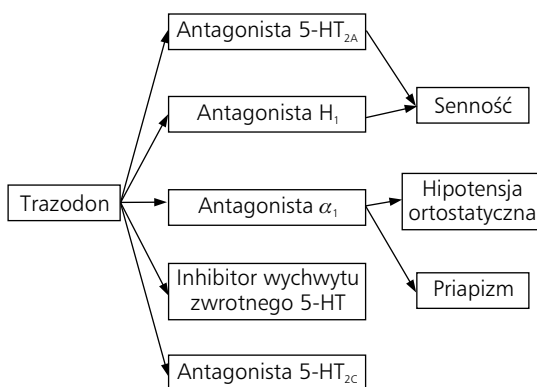 Antagonista 5-HT₂A
Antagonista H₁
Senność
Trazodon
Antagonista α₁
Hipotensja
ortostatyczna
Inhibitor wychwytu
zwrotnego 5-HT
Priapizm
Antagonista 5-HT₂C